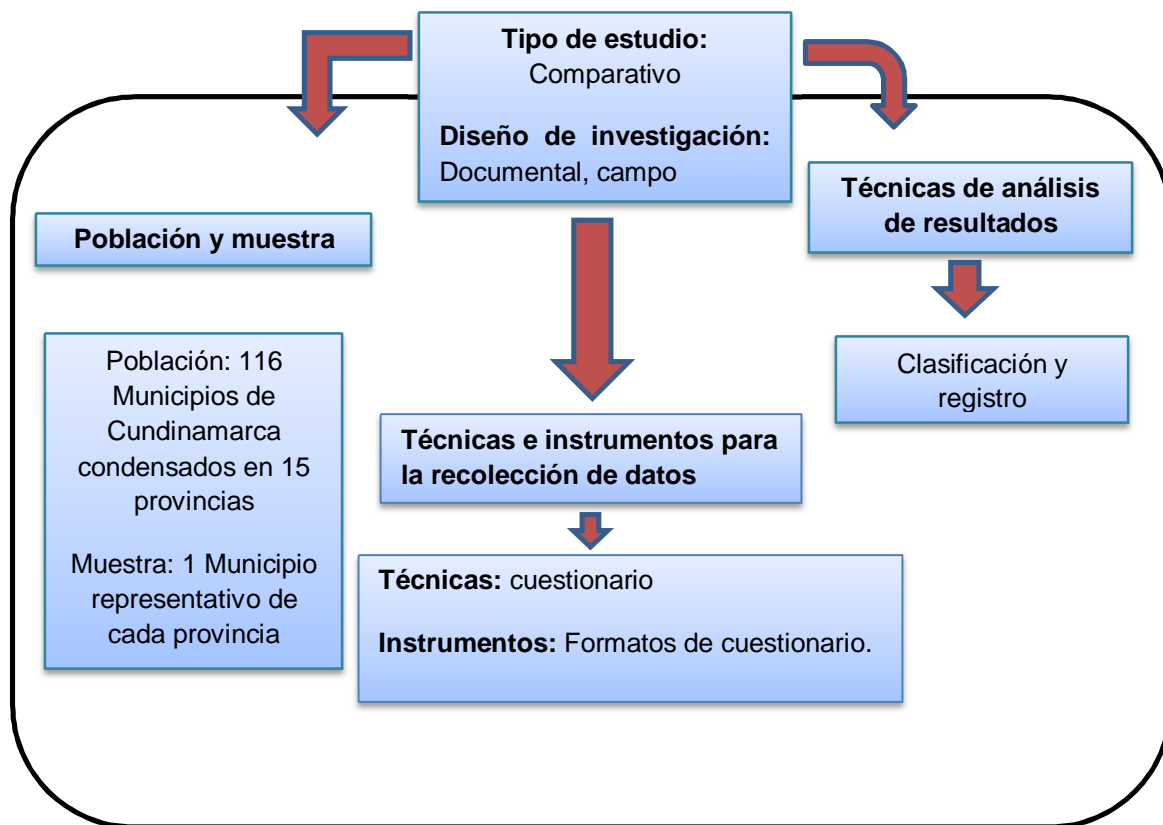 Tipo de estudio:
Comparativo
Diseño de investigación:
Documental, campo
Población y muestra
Población: 116
Municipios de
Cundinamarca
condensados en 15
provincias
Muestra: 1 Municipio
representativo de
cada provincia
Técnicas e instrumentos para
la recolección de datos
Técnicas: cuestionario
Instrumentos: Formatos de cuestionario.
Técnicas de análisis
de resultados
Clasificación y
registro